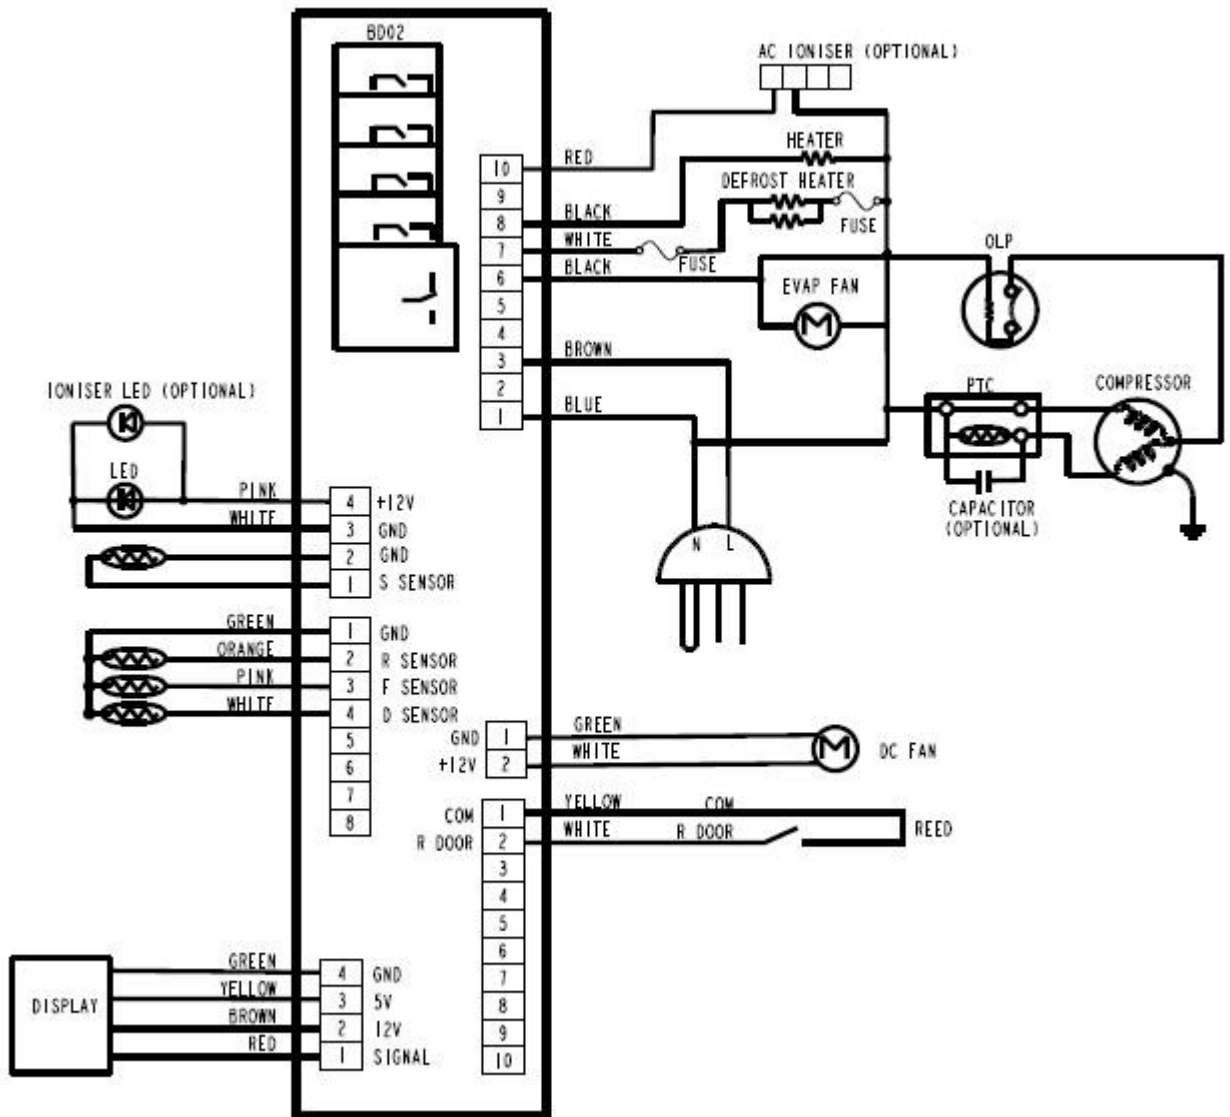 BD02
AC IONISER (OPTIONAL)
10 RED
9
8 BLACK
7 WHITE
6 BLACK
5
4
3 BROWN
2
1 BLUE
HEATER
DEFROST HEATER
FUSE
FUSE
EVAP FAN
M
OLP
PTC
COMPRESSOR
CAPACITOR
(OPTIONAL)
N L
IONISER LED (OPTIONAL)
LED
PINK 4 +12V
WHITE 3 GND
2 GND
1 S SENSOR
GREEN 1 GND
ORANGE 2 R SENSOR
PINK 3 F SENSOR
WHITE 4 D SENSOR
5
6
7
8
GND 1 GREEN
+12V 2 WHITE
M DC FAN
COM 1 YELLOW COM
R DOOR 2 WHITE R DOOR
REED
3
4
5
6
7
8
9
10
DISPLAY
GREEN 4 GND
YELLOW 3 5V
BROWN 2 12V
RED 1 SIGNAL